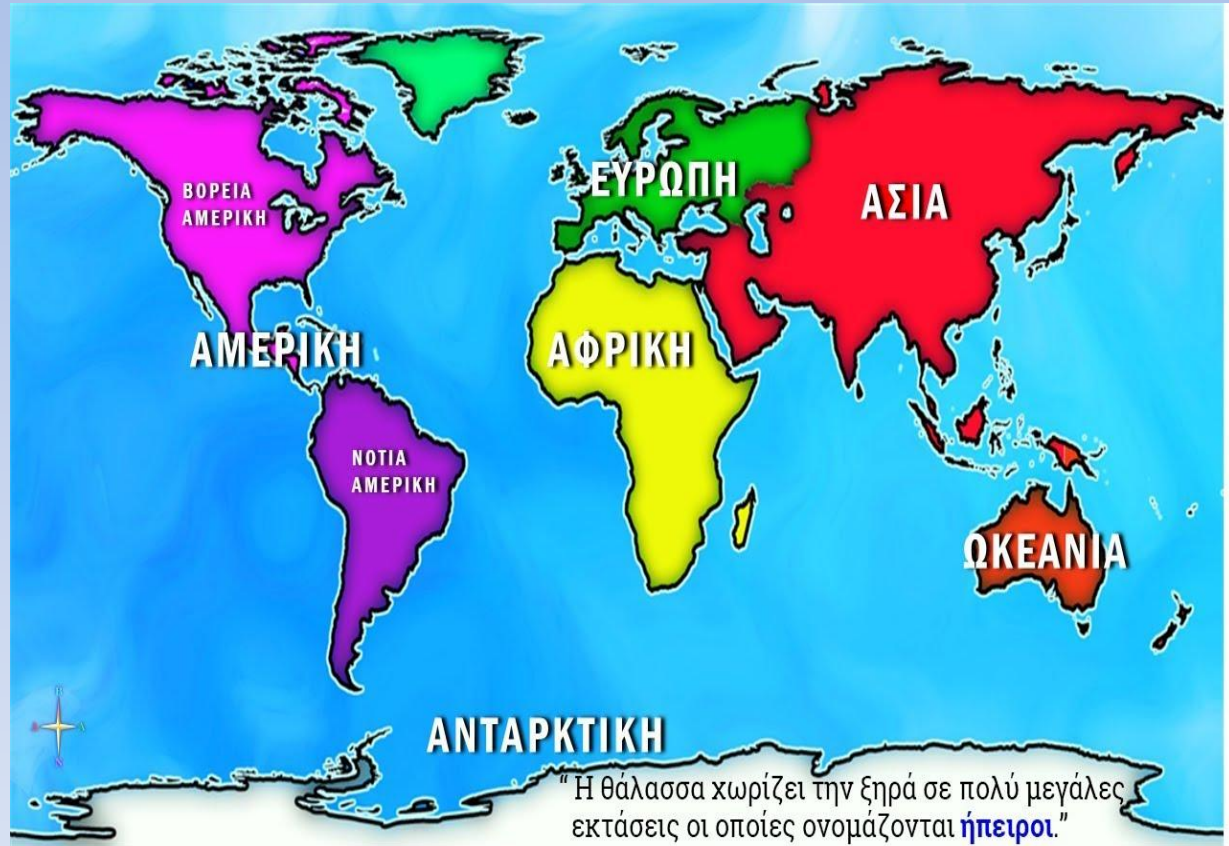 ΒΟΡΕΙΑ
ΑΜΕΡΙΚΗ
ΕΥΡΩΠΗ
ΑΣΙΑ
ΑΜΕΡΙΚΗ
ΑΦΡΙΚΗ
ΝΟΤΙΑ
ΑΜΕΡΙΚΗ
ΩΚΕΑΝΙΑ
Β
Δ Α
Ν
ΑΝΤΑΡΚΤΙΚΗ
“ Η θάλασσα χωρίζει την ξηρά σε πολύ μεγάλες
εκτάσεις οι οποίες ονομάζονται ήπειροι.”